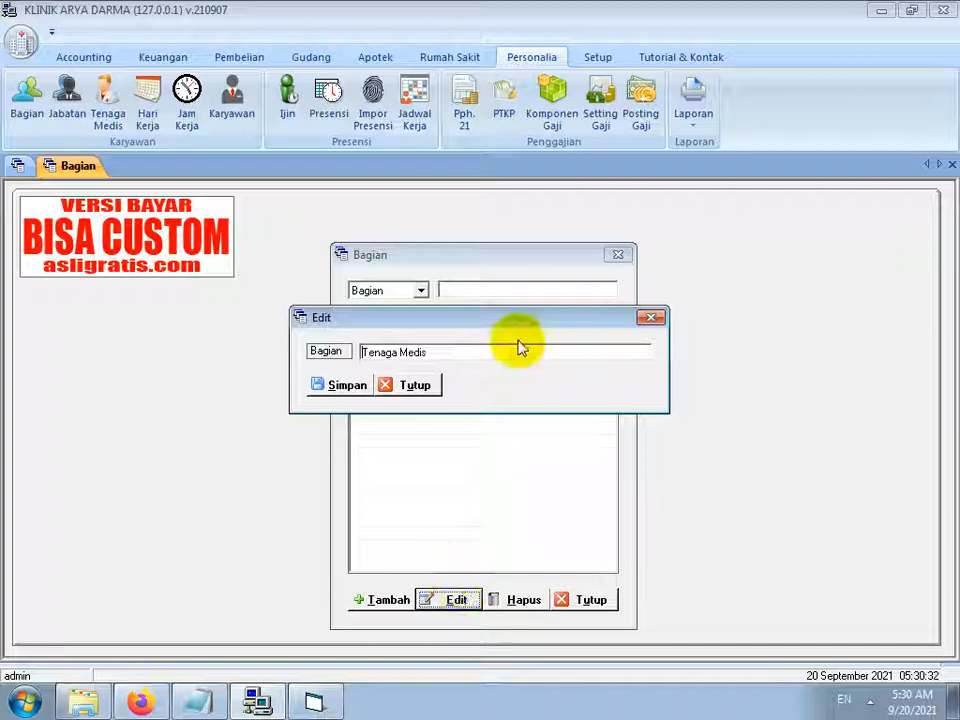 KLINIK ARYA DARMA (127.0.0.1) v.210907
Accounting Keuangan Pembelian Gudang Apotek Rumah Sakit Personalia Setup Tutorial & Kontak
Bagian Jabatan Tenaga Medis Hari Kerja Jam Kerja Karyawan Ijin Presensi Impor Presensi Jadwal Kerja Pph. 21 PTKP Komponen Gaji Setting Gaji Posting Gaji Laporan
Karyawan Presensi Penggajian Laporan
Bagian
VERSI BAYAR
BISA CUSTOM
asligratis.com
Bagian
Bagian
Edit
Bagian Tenaga Medis
Simpan Tutup
Tambah Edit Hapus Tutup
admin 20 September 2021 05:30:32
EN 5:30 AM
9/20/2021